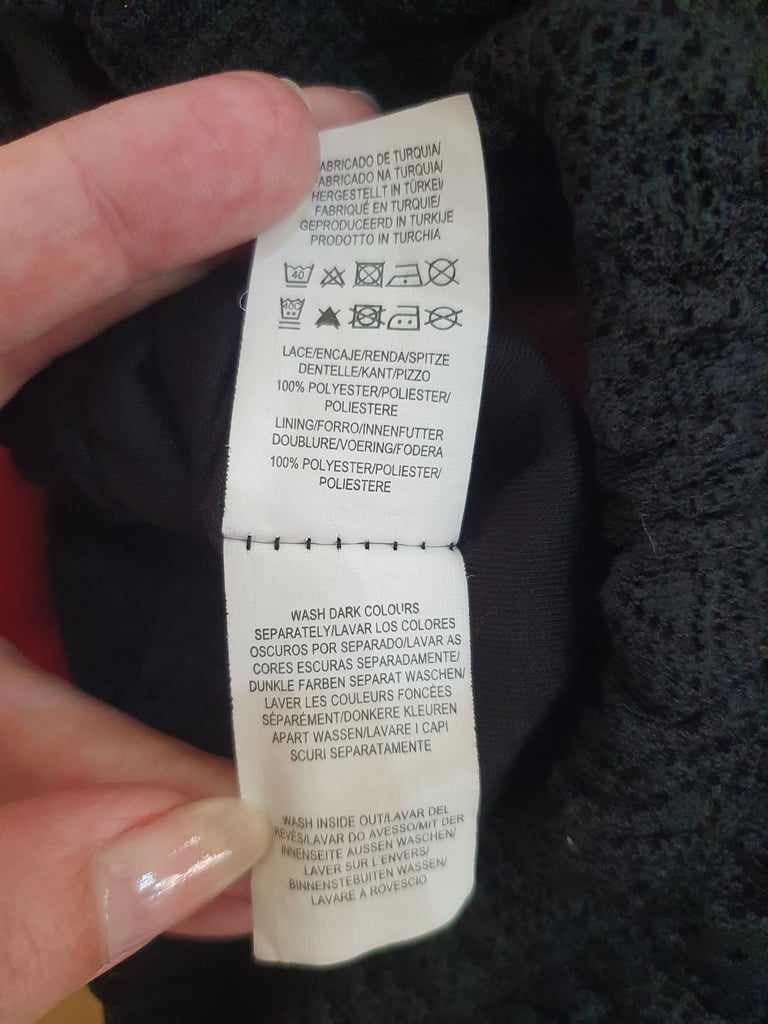 ABRICADO DE TURQUIA/
FABRICADO NA TURQUIA/
HERGESTELLT IN TÜRKEI/
FABRIQUÉ EN TURQUIE/
GEPRODUCEERD IN TURKIJE
PRODOTTO IN TURCHIA
40
40C
LACE/ENCAJE/RENDA/SPITZE
DENTELLE/KANT/PIZZO
100% POLYESTER/POLIESTER/
POLIESTERE
LINING/FORRO/INNENFUTTER
DOUBLURE/VOERING/FODERA
100% POLYESTER/POLIESTER/
POLIESTERE
WASH DARK COLOURS
SEPARATELY/LAVAR LOS COLORES
OSCUROS POR SEPARADO/LAVAR AS
CORES ESCURAS SEPARADAMENTE/
DUNKLE FARBEN SEPARAT WASCHEN/
LAVER LES COULEURS FONCÉES
SÉPARÉMENT/DONKERE KLEUREN
APART WASSEN/LAVARE I CAPI
SCURI SEPARATAMENTE
WASH INSIDE OUT/LAVAR DEL
REVÉS/LAVAR DO AVESSO/MIT DER
INNENSEITE AUSSEN WASCHEN/
LAVER SUR L'ENVERS/
BINNENSTEBUITEN WASSEN/
LAVARE A ROVESCIO